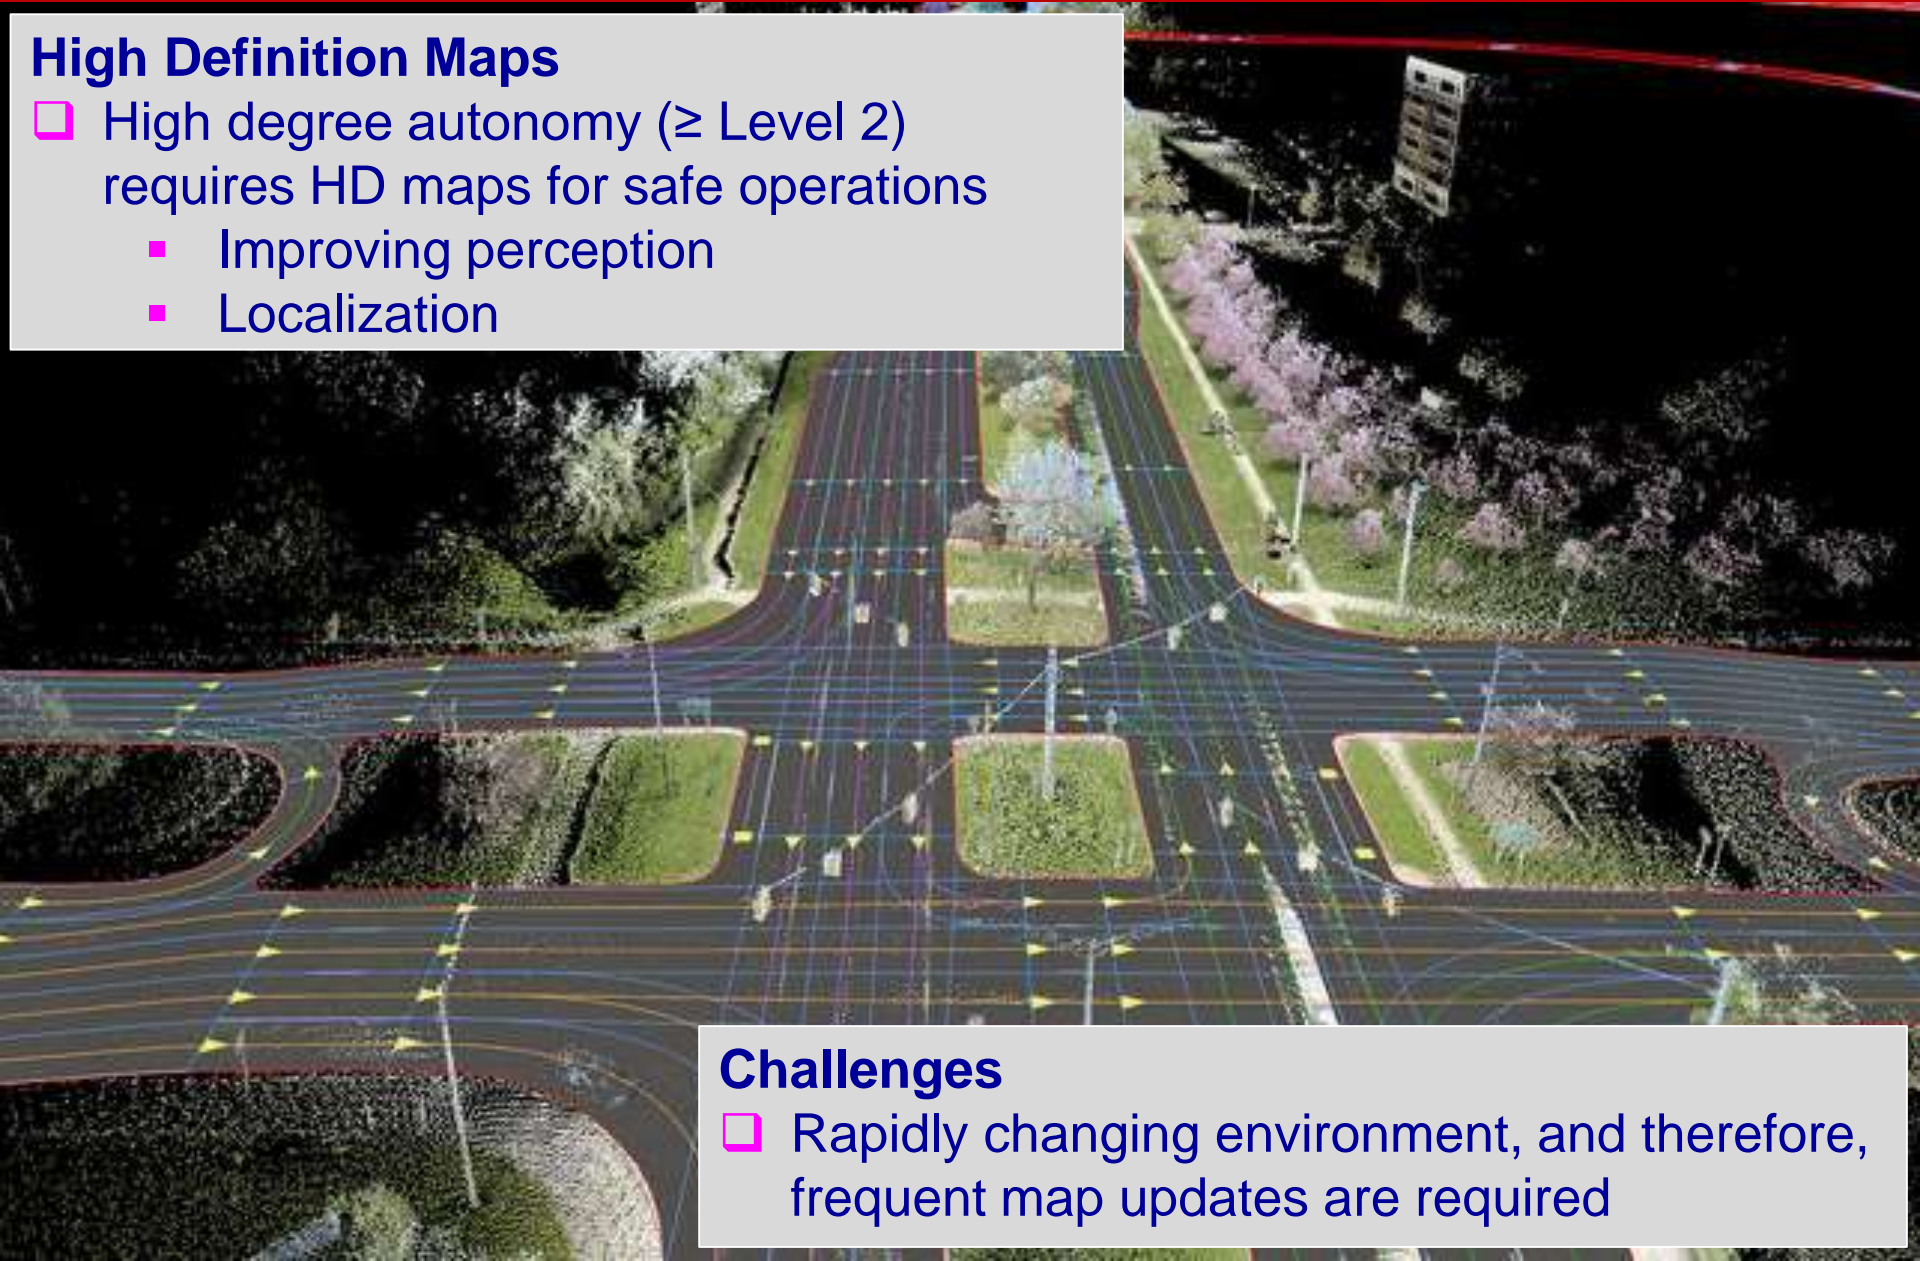 High Definition Maps
❑ High degree autonomy (≥ Level 2)
requires HD maps for safe operations
▪ Improving perception
▪ Localization
Challenges
❑ Rapidly changing environment, and therefore,
frequent map updates are required